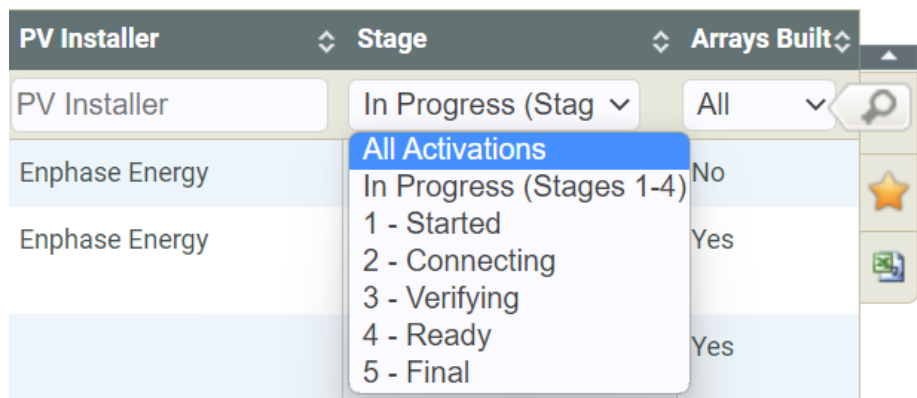 PV Installer Stage Arrays Built
PV Installer In Progress (Stag All
All Activations
Enphase Energy No
In Progress (Stages 1-4)
1 - Started
Enphase Energy Yes
2 - Connecting
3 - Verifying
4 - Ready
Yes
5 - Final